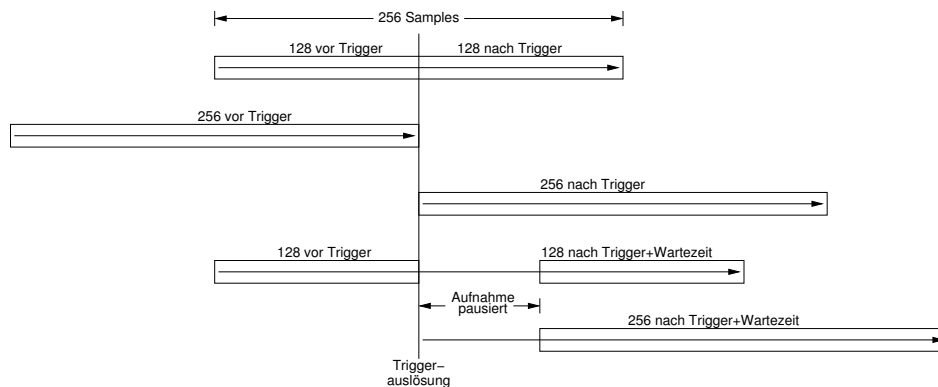 256 Samples
128 vor Trigger
128 nach Trigger
256 vor Trigger
256 nach Trigger
128 vor Trigger
128 nach Trigger+Wartezeit
Aufnahme
pausiert
256 nach Trigger+Wartezeit
Trigger–
auslösung